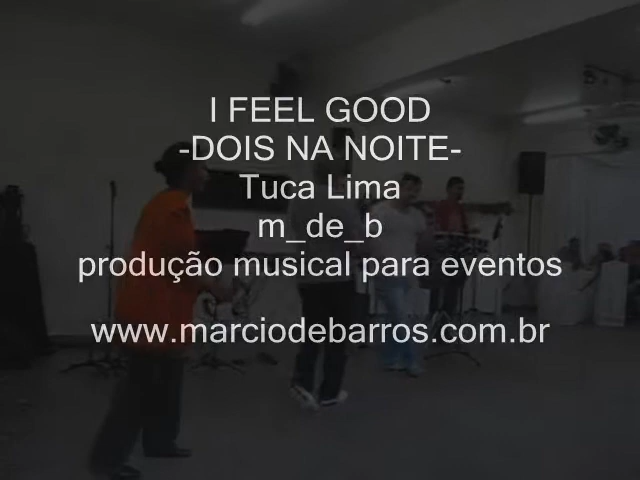 I FEEL GOOD
-DOIS NA NOITE-
Tuca Lima
m_de_b
produção musical para eventos
www.marciodebarros.com.br